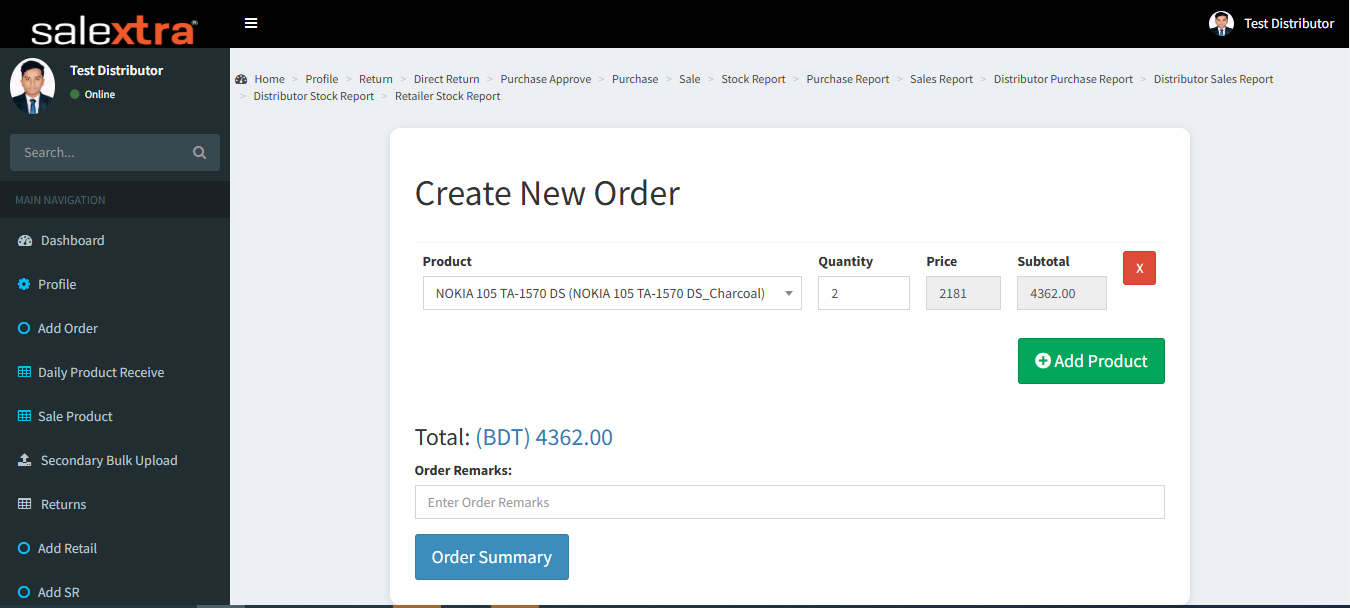 salextra®
Test Distributor
Test Distributor
Online
Search...
MAIN NAVIGATION
Dashboard
Profile
Add Order
Daily Product Receive
Sale Product
Secondary Bulk Upload
Returns
Add Retail
Add SR
Home > Profile > Return > Direct Return > Purchase Approve > Purchase > Sale > Stock Report > Purchase Report > Sales Report > Distributor Purchase Report > Distributor Sales Report
> Distributor Stock Report > Retailer Stock Report
Create New Order
Product Quantity Price Subtotal
NOKIA 105 TA-1570 DS (NOKIA 105 TA-1570 DS_Charcoal) 2 2181 4362.00 X
Add Product
Total: (BDT) 4362.00
Order Remarks:
Enter Order Remarks
Order Summary